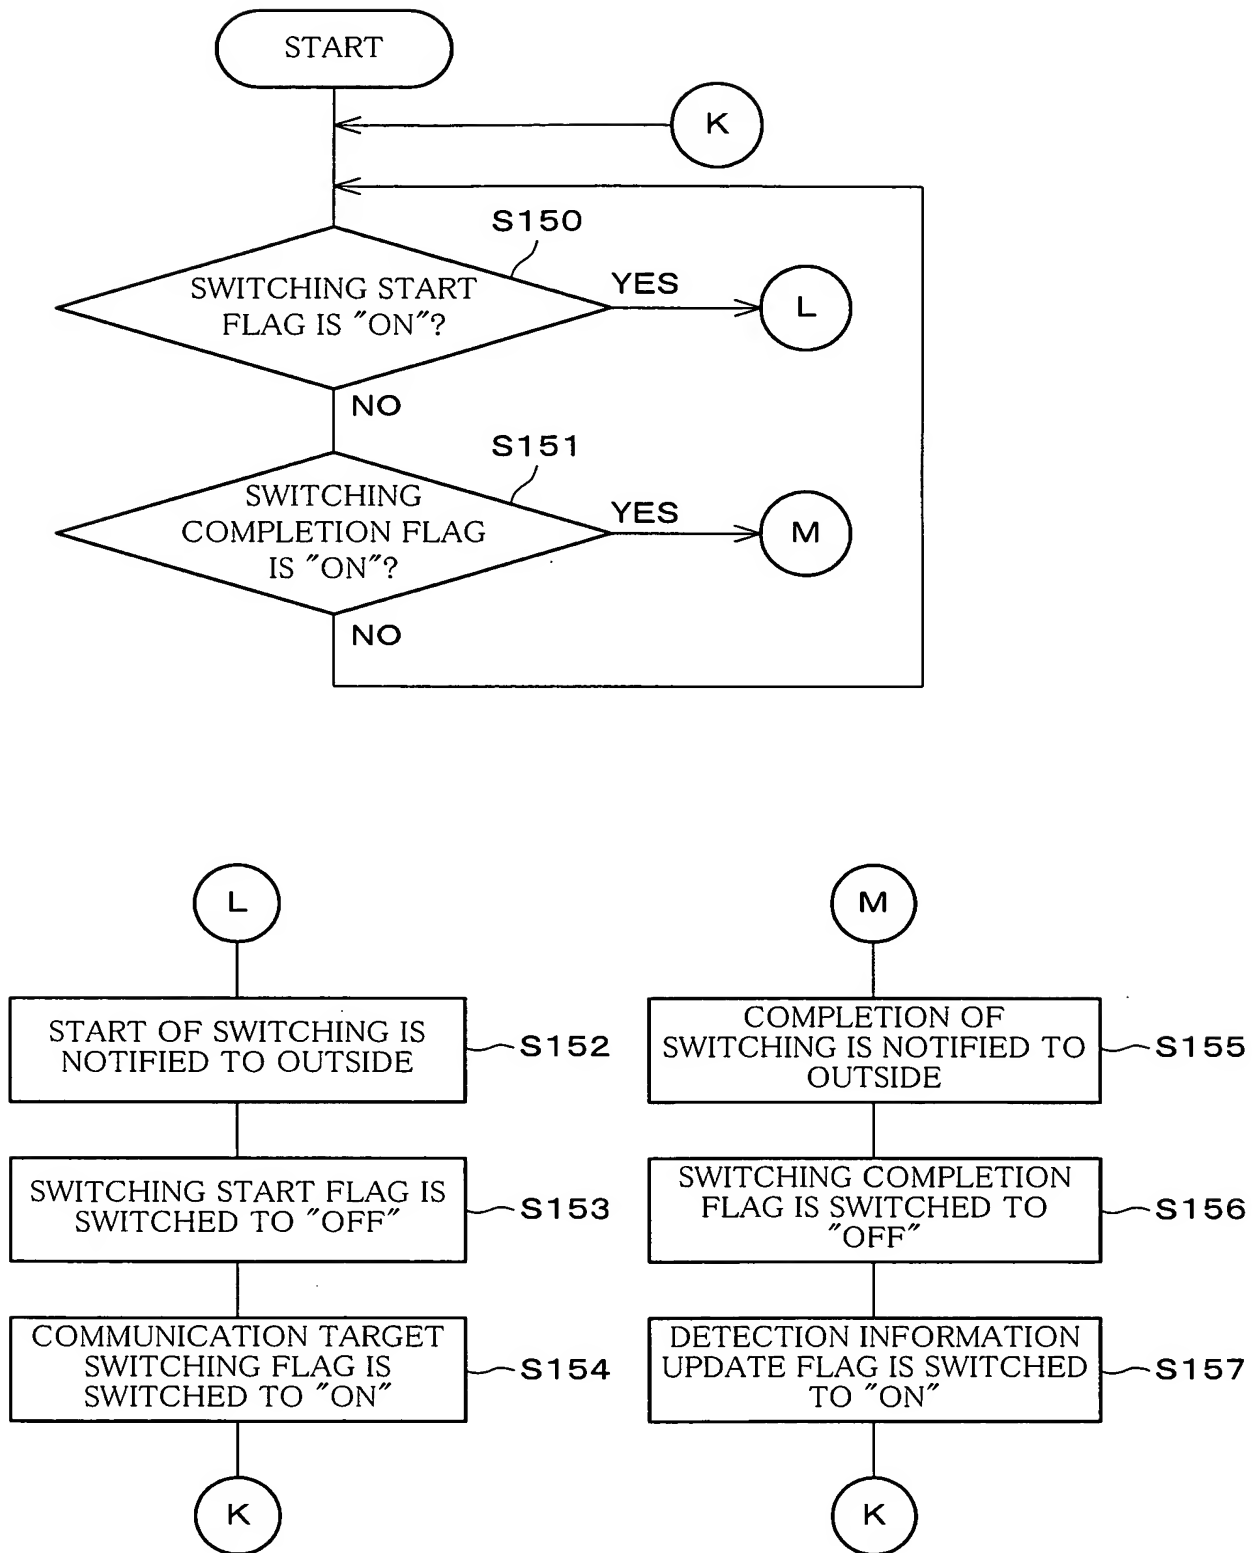 START
K
S150
SWITCHING START
FLAG IS "ON"?
YES
L
NO
S151
SWITCHING
COMPLETION FLAG
IS "ON"?
YES
M
NO
L
START OF SWITCHING IS
NOTIFIED TO OUTSIDE
S152
SWITCHING START FLAG IS
SWITCHED TO "OFF"
S153
COMMUNICATION TARGET
SWITCHING FLAG IS
SWITCHED TO "ON"
S154
K
M
COMPLETION OF
SWITCHING IS NOTIFIED TO
OUTSIDE
S155
SWITCHING COMPLETION
FLAG IS SWITCHED TO
"OFF"
S156
DETECTION INFORMATION
UPDATE FLAG IS SWITCHED
TO "ON"
S157
K